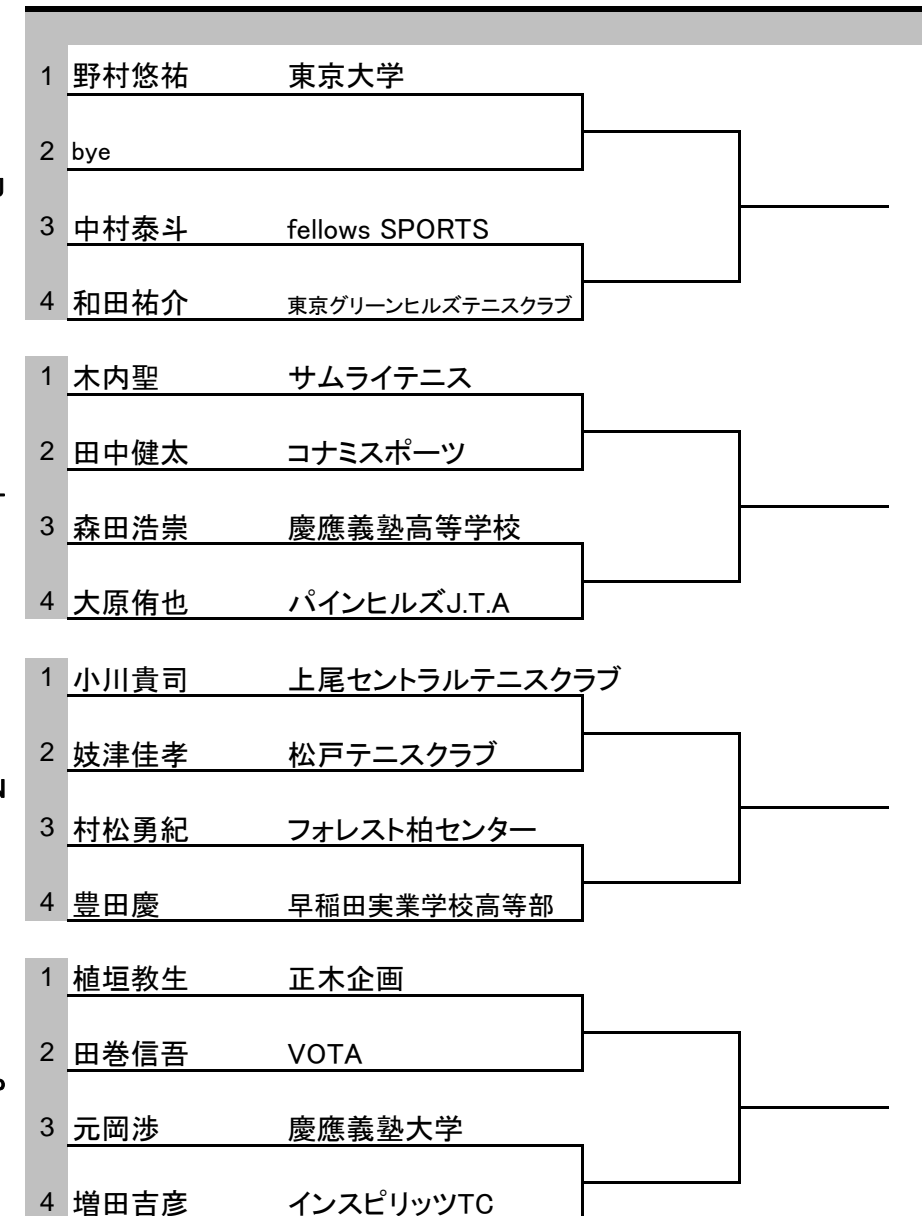 1 野村悠祐 東京大学
2 bye
3 中村泰斗 fellows SPORTS
4 和田祐介 東京グリーンヒルズテニスクラブ
1 木内聖 サムライテニス
2 田中健太 コナミスポーツ
3 森田浩崇 慶應義塾高等学校
4 大原侑也 パインヒルズJ.T.A
1 小川貴司 上尾セントラルテニスクラブ
2 妓津佳孝 松戸テニスクラブ
3 村松勇紀 フォレスト柏センター
4 豊田慶 早稲田実業学校高等部
1 植垣教生 正木企画
2 田巻信吾 VOTA
3 元岡渉 慶應義塾大学
4 増田吉彦 インスピリッツTC